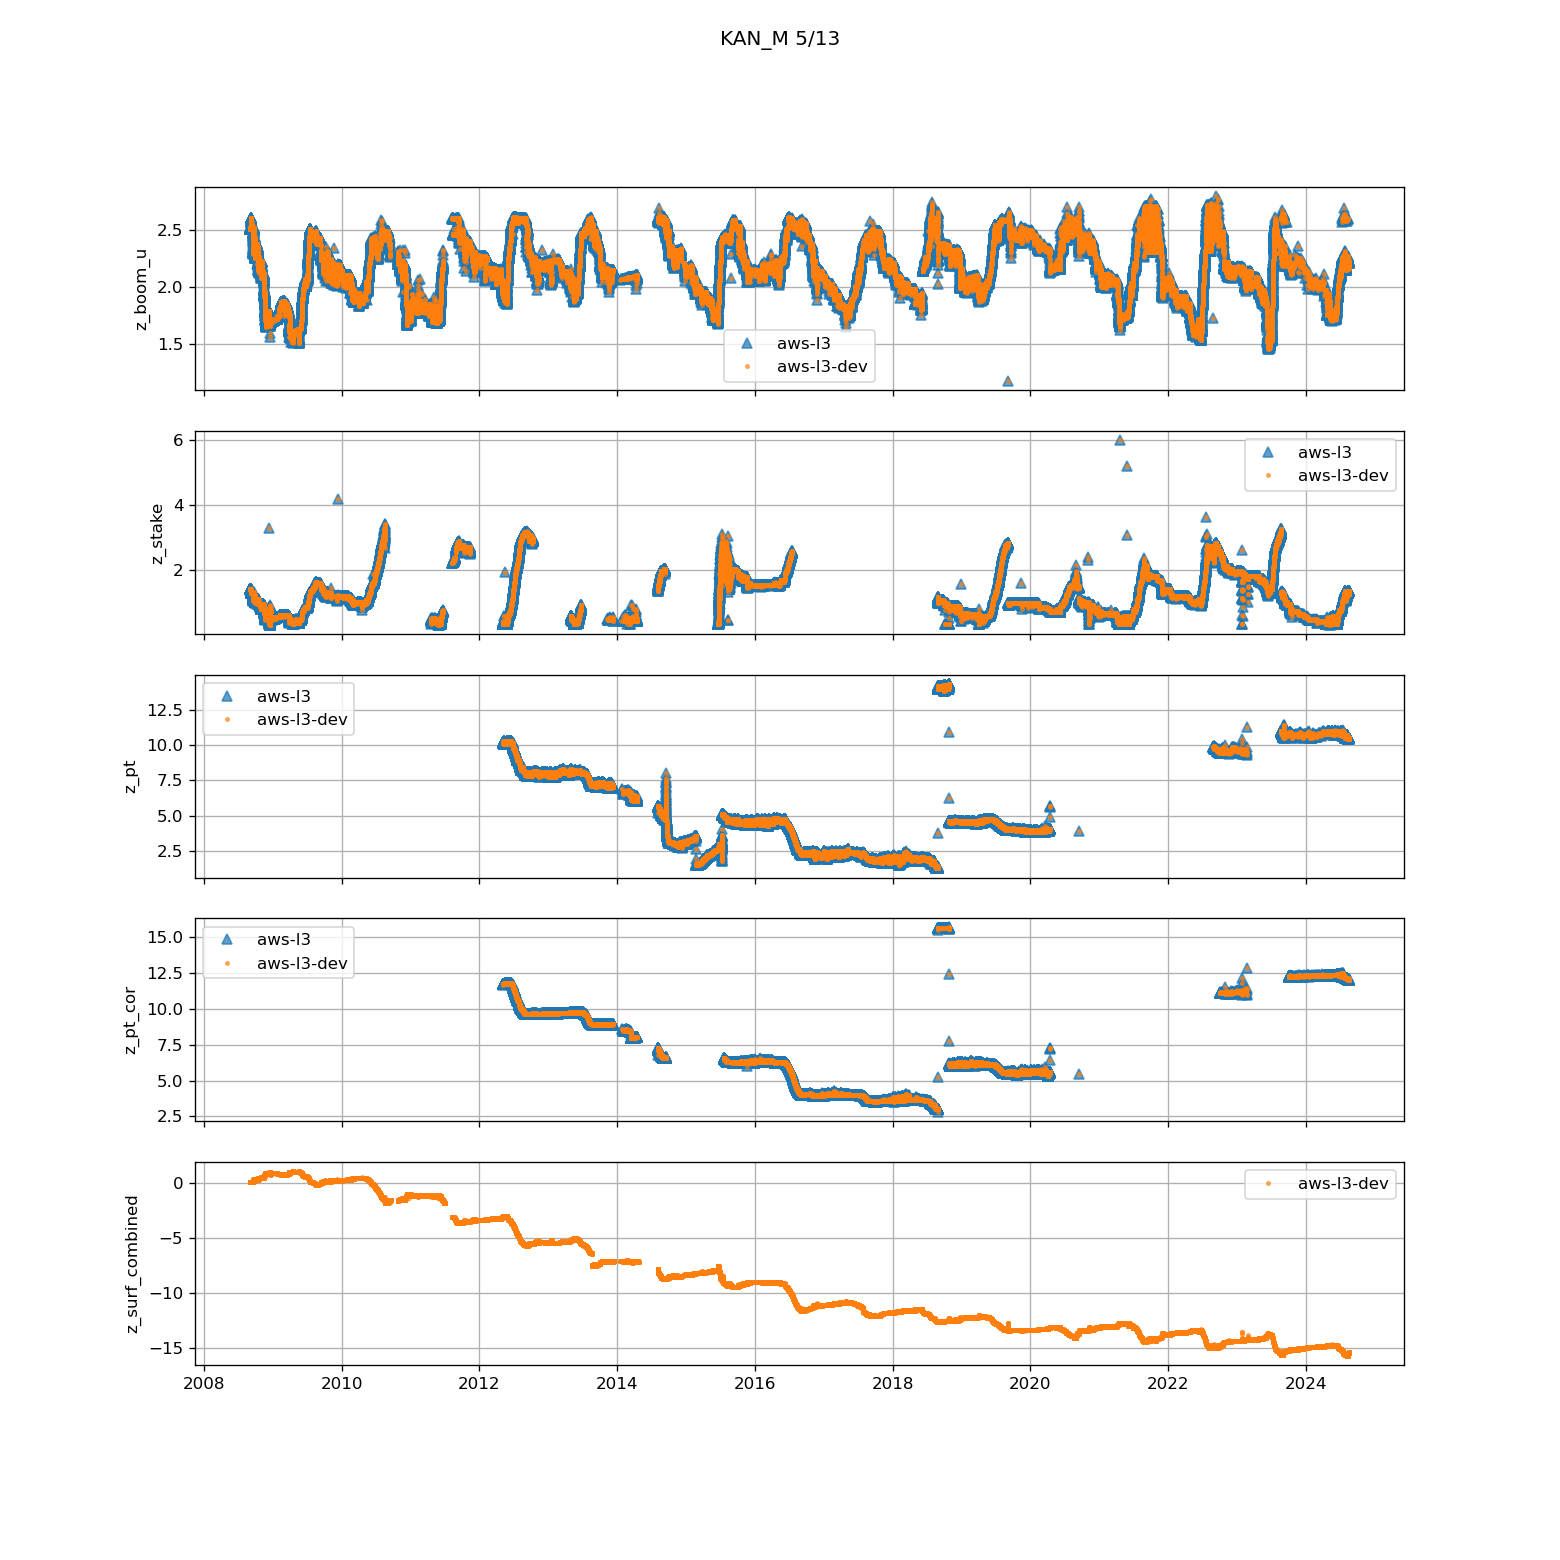 KAN_M 5/13
z_boom_u
2.5
2.0
1.5
aws-l3
aws-l3-dev
z_stake
6
4
2
aws-l3
aws-l3-dev
z_pt
12.5
10.0
7.5
5.0
2.5
aws-l3
aws-l3-dev
z_pt_cor
15.0
12.5
10.0
7.5
5.0
2.5
aws-l3
aws-l3-dev
z_surf_combined
0
−5
−10
−15
aws-l3-dev
2008 2010 2012 2014 2016 2018 2020 2022 2024